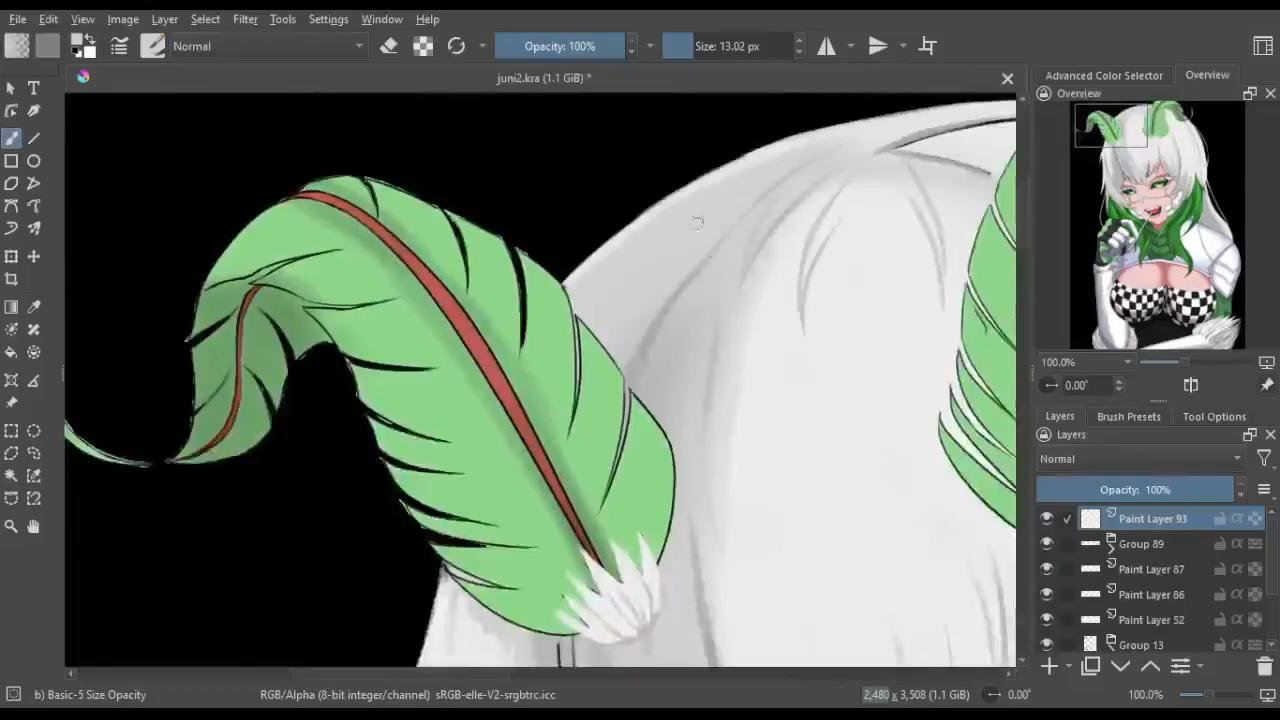 File Edit View Image Layer Select Filter Tools Settings Window Help
Normal Opacity: 100% Size: 13.02 px
juni2.kra (1.1 GiB) *
Advanced Color Selector Overview
Overview
100.0%
0.00°
Layers Brush Presets Tool Options
Layers
Normal
Opacity: 100%
Paint Layer 93
Group 89
Paint Layer 87
Paint Layer 86
Paint Layer 52
Group 13
b) Basic-5 Size Opacity RGB/Alpha (8-bit integer/channel) sRGB-elle-V2-srgbtrc.icc 2,480 x 3,508 (1.1 GiB) 0.00° 100.0%